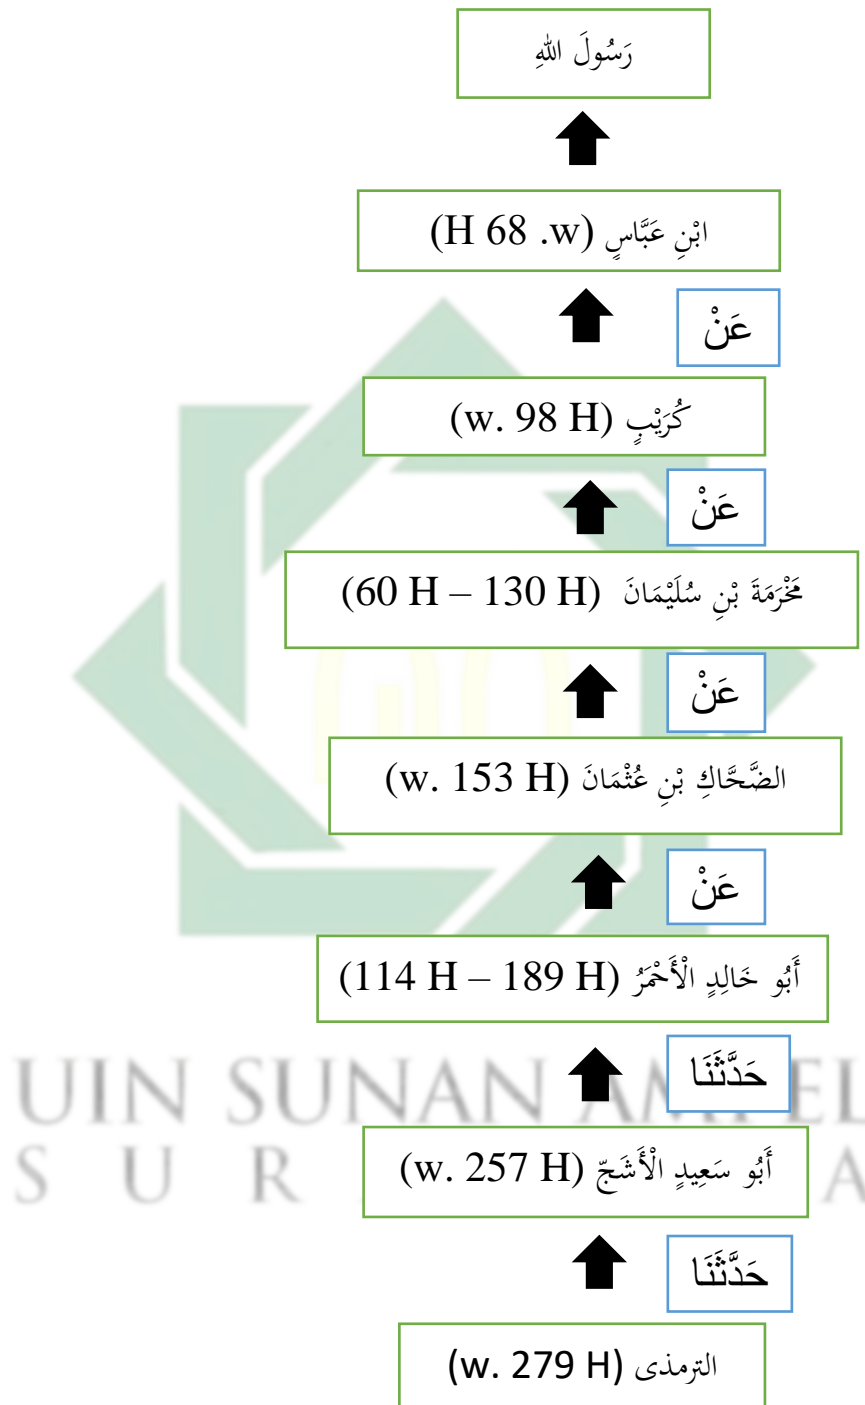 رَسُولَ اللهِ
ابْنِ عَبَّاسٍ (H 68 .w)
عَنْ
كُرَيْبٍ (w. 98 H)
عَنْ
مَخْرَمَةَ بْنِ سُلَيْمَانَ (60 H – 130 H)
عَنْ
الضَّحَّاكِ بْنِ عُثْمَانَ (w. 153 H)
عَنْ
أَبُو خَالِدٍ الْأَحْمَرُ (114 H – 189 H)
حَدَّثَنَا
UIN SUNAN AMPEL
أَبُو سَعِيدٍ الْأَشَجّ (w. 257 H)
S U R A
حَدَّثَنَا
الترمذى (w. 279 H)